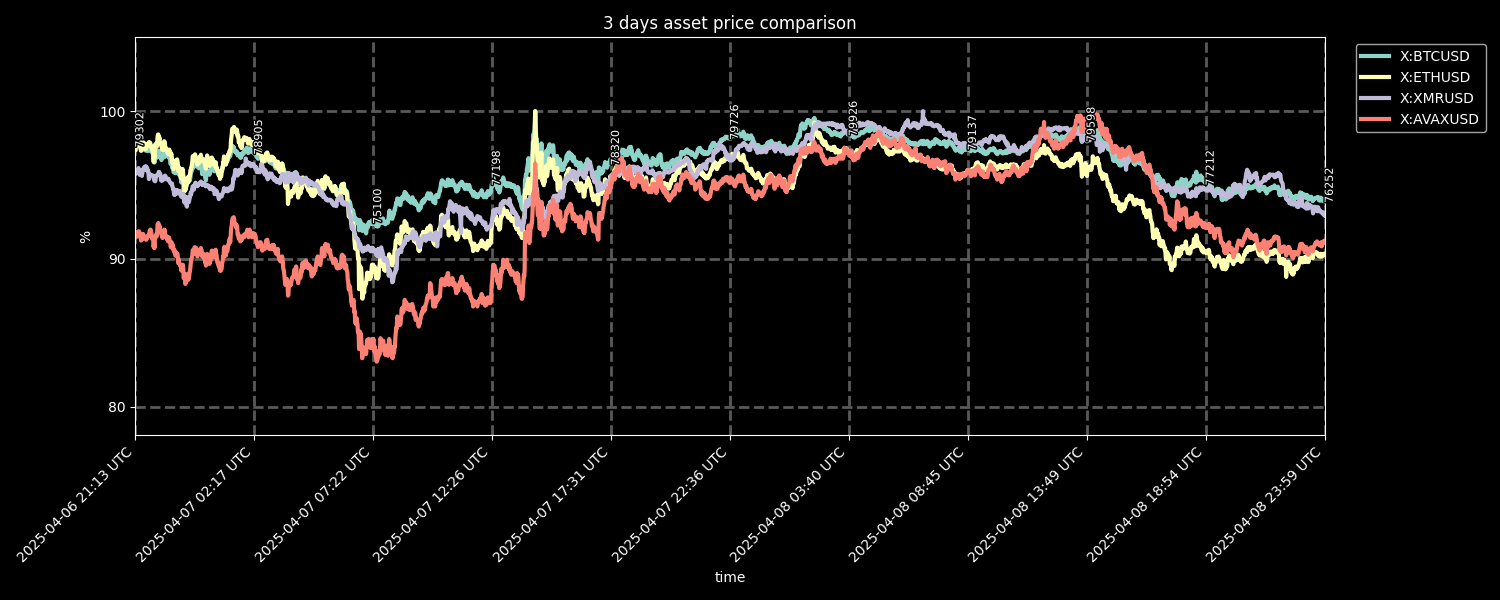 3 days asset price comparison
X:BTCUSD
X:ETHUSD
X:XMRUSD
X:AVAXUSD
%
100
90
80
79302
78905
75100
77198
78320
79726
79926
79137
79598
77212
76252
2025-04-06 21:13 UTC
2025-04-07 02:17 UTC
2025-04-07 07:22 UTC
2025-04-07 12:26 UTC
2025-04-07 17:31 UTC
2025-04-07 22:36 UTC
2025-04-08 03:40 UTC
2025-04-08 08:45 UTC
2025-04-08 13:49 UTC
2025-04-08 18:54 UTC
2025-04-08 23:59 UTC
time